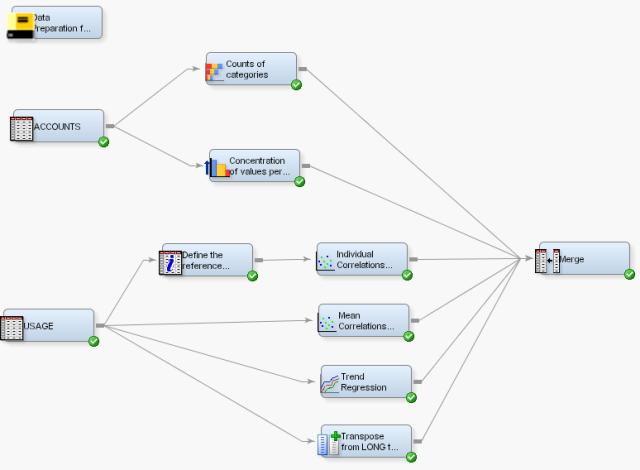 Data
Preparation f...
Counts of
categories
ACCOUNTS
Concentration
of values per...
Define the
reference...
Individual
Correlations...
Merge
USAGE
Mean
Correlations...
Trend
Regression
Transpose
from LONG t...